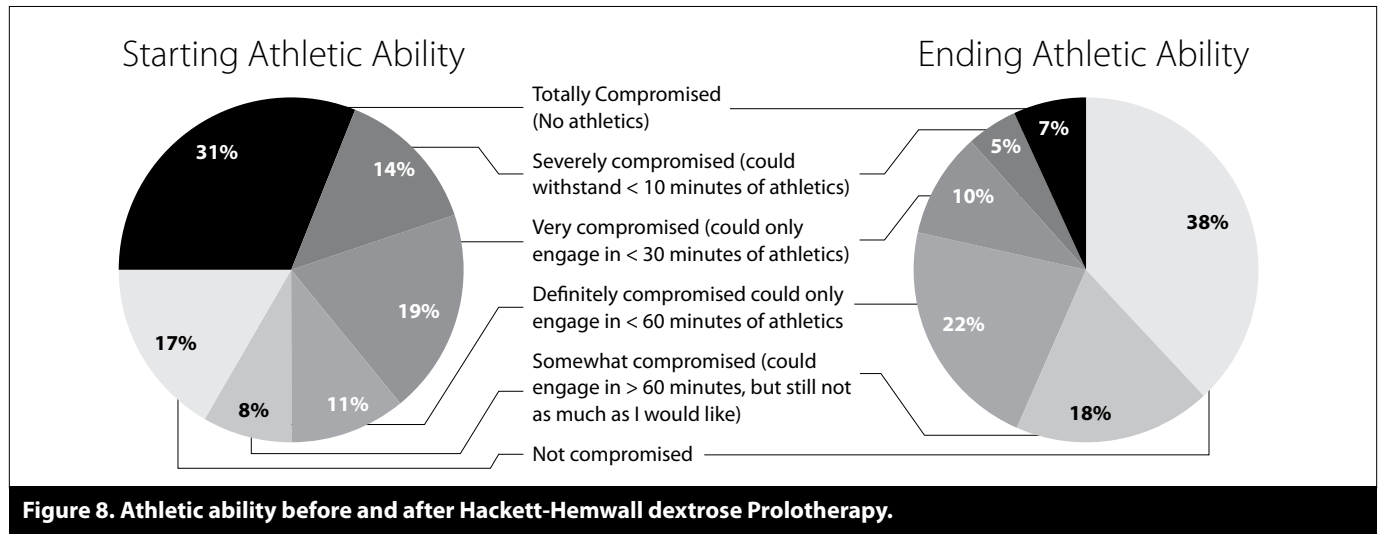 Starting Athletic Ability
Ending Athletic Ability
31%
14%
19%
11%
8%
17%
Totally Compromised
(No athletics)
Severely compromised (could
withstand < 10 minutes of athletics)
Very compromised (could only
engage in < 30 minutes of athletics)
Definitely compromised could only
engage in < 60 minutes of athletics
Somewhat compromised (could
engage in > 60 minutes, but still not
as much as I would like)
Not compromised
7%
5%
10%
22%
18%
38%
Figure 8. Athletic ability before and after Hackett-Hemwall dextrose Prolotherapy.